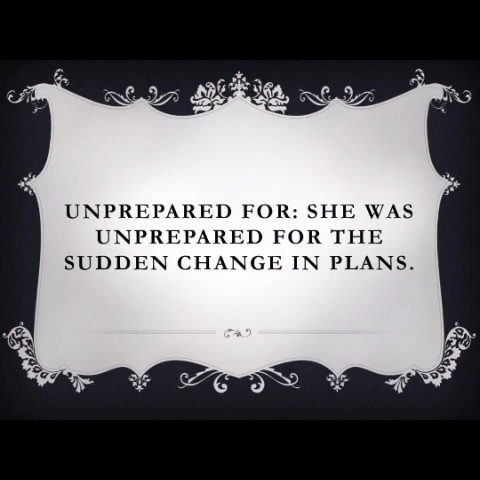 UNPREPARED FOR: SHE WAS
UNPREPARED FOR THE
SUDDEN CHANGE IN PLANS.